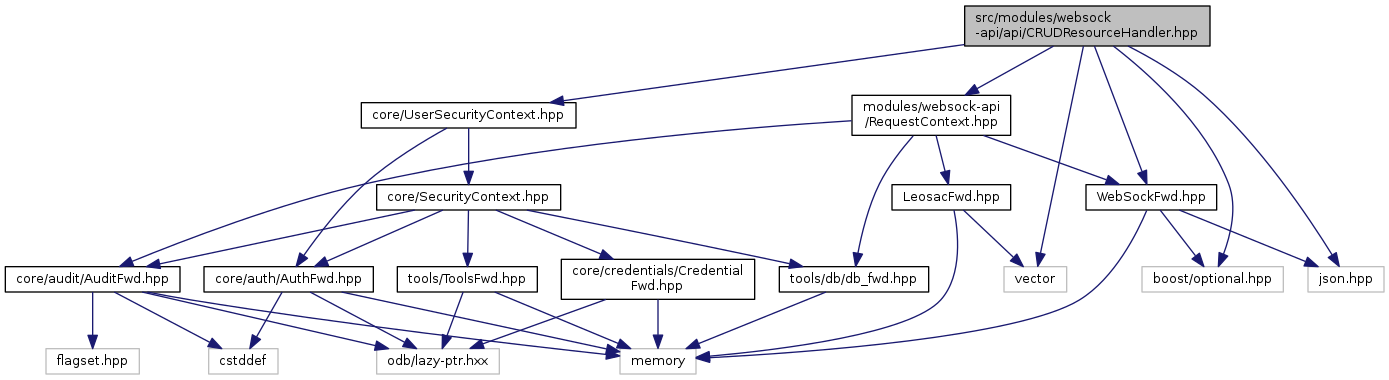 src/modules/websock
-api/api/CRUDResourceHandler.hpp
core/UserSecurityContext.hpp
modules/websock-api
/RequestContext.hpp
core/SecurityContext.hpp
LeosacFwd.hpp
WebSockFwd.hpp
core/audit/AuditFwd.hpp
core/auth/AuthFwd.hpp
tools/ToolsFwd.hpp
core/credentials/Credential
Fwd.hpp
tools/db/db_fwd.hpp
vector
boost/optional.hpp
json.hpp
flagset.hpp
cstddef
odb/lazy-ptr.hxx
memory